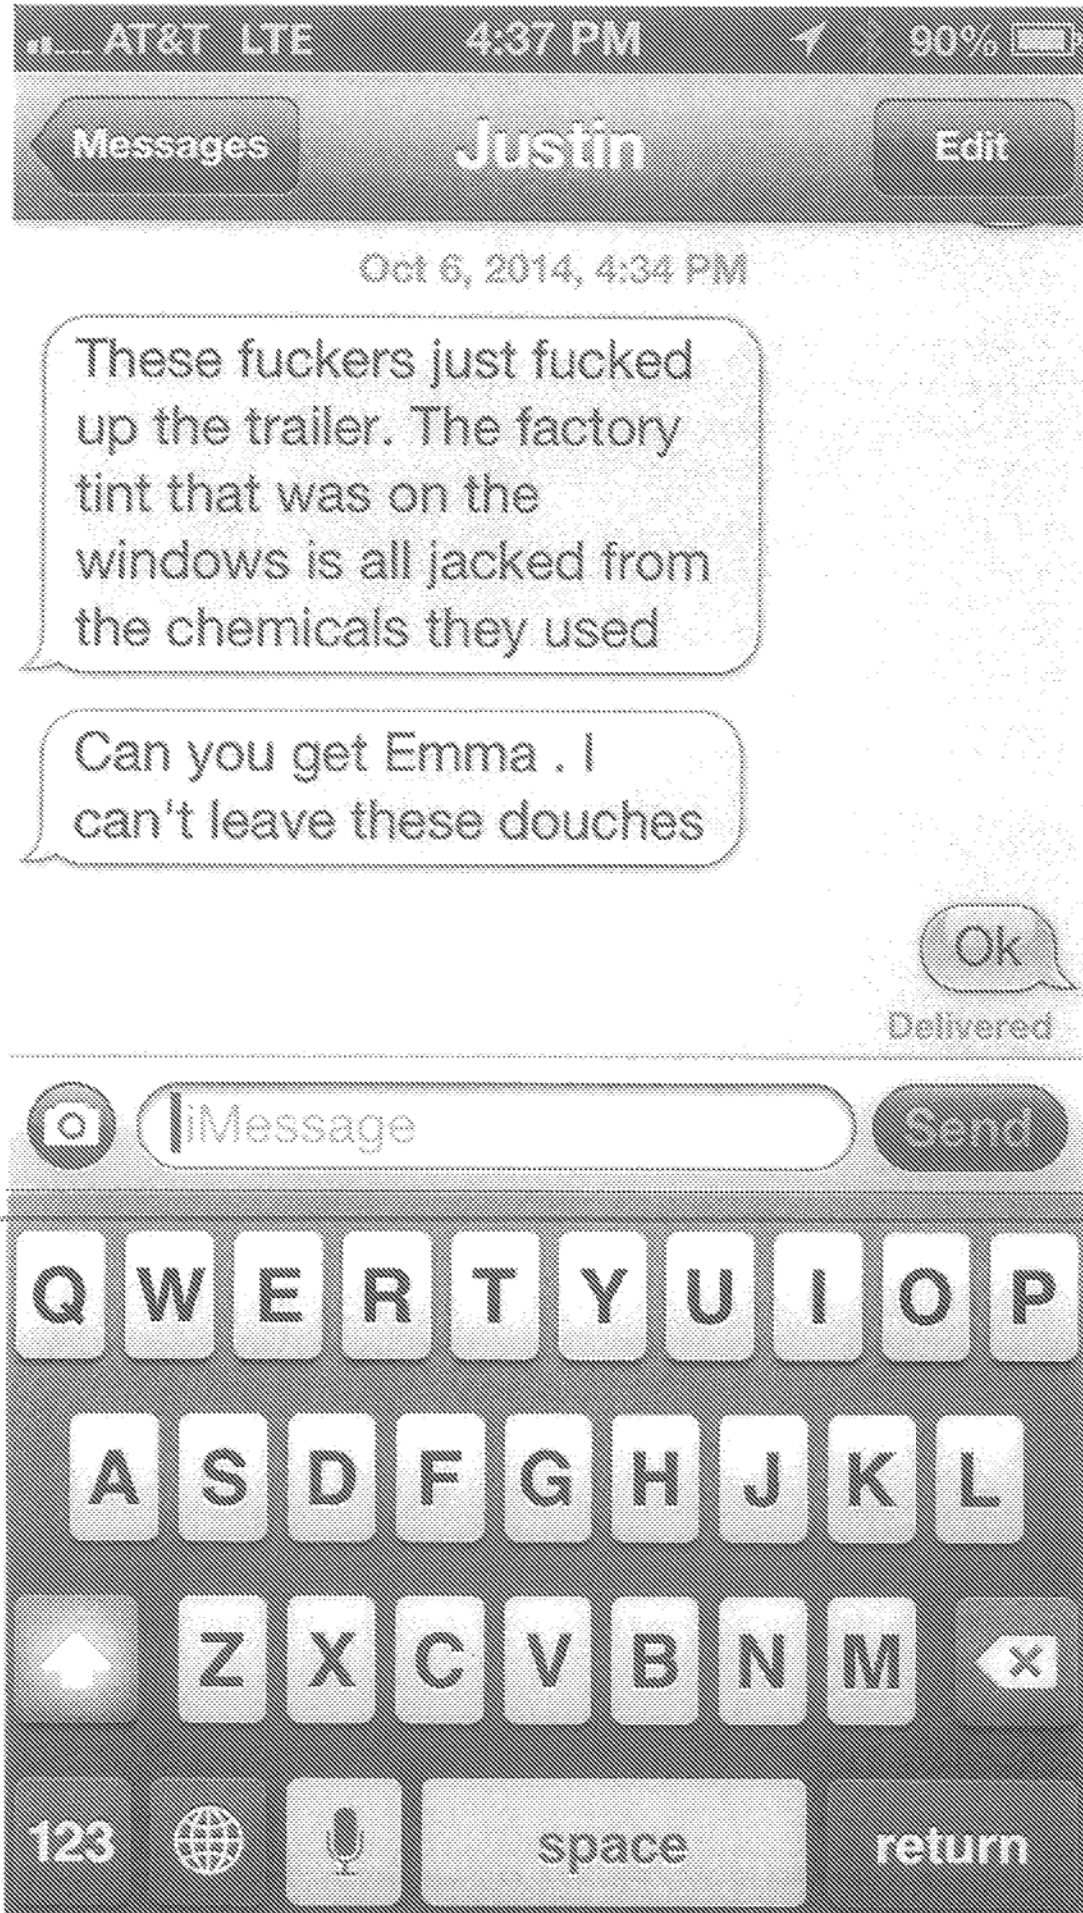 AT&T LTE 4:37 PM 90%
Messages Justin Edit
Oct 6, 2014, 4:34 PM
These fuckers just fucked
up the trailer. The factory
tint that was on the
windows is all jacked from
the chemicals they used
Can you get Emma . I
can't leave these douches
Ok
Delivered
iMessage Send
Q W E R T Y U I O P
A S D F G H J K L
Z X C V B N M
123 space return